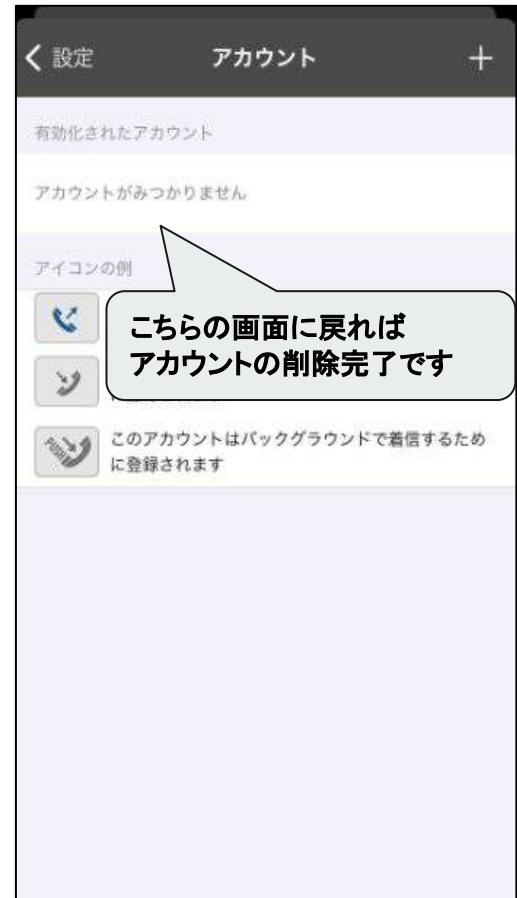 設定
アカウント
有効化されたアカウント
アカウントがみつかりません
アイコンの例
こちらの画面に戻れば
アカウントの削除完了です
このアカウントはバックグラウンドで着信するため
に登録されます
PUSH